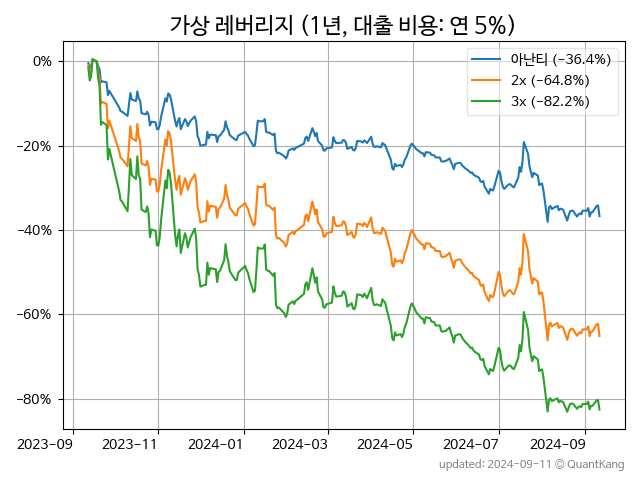 가상 레버리지 (1년, 대출 비용: 연 5%)
아난티 (−36.4%)
2x (−64.8%)
3x (−82.2%)
0%
−20%
−40%
−60%
−80%
2023-09
2023-11
2024-01
2024-03
2024-05
2024-07
2024-09
updated: 2024-09-11 © QuantKang